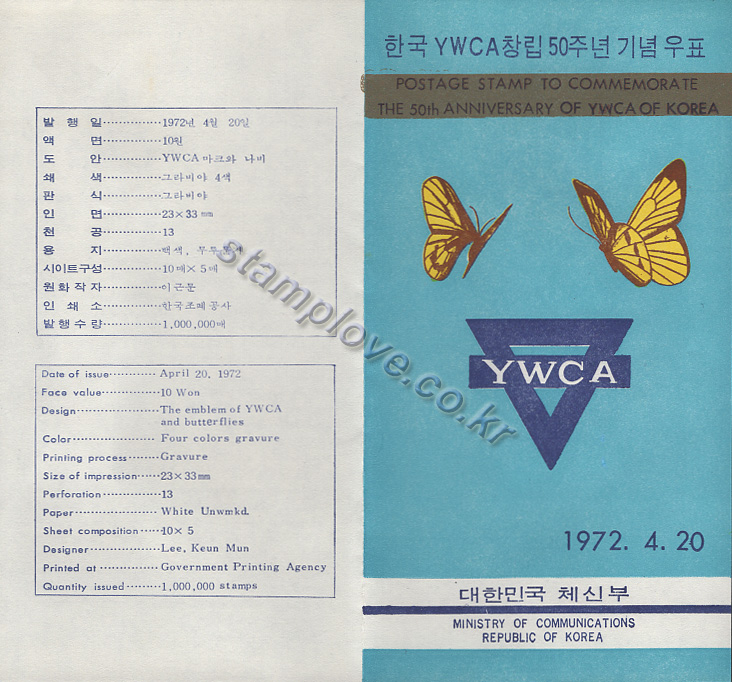 발 행 일 ··············1972년 4월 20일
액 면 ··············10원
도 안 ··············YWCA 마크와 나비
쇄 색 ··············그라비야 4색
판 식 ··············그라비야
인 면 ··············23×33㎜
천 공 ··············13
용 지 ··············백색, 무투문지
시이트구성 ··············10매×5매
원화작자 ··············이근문
인 쇄 소 ··············한국조폐공사
발행수량 ··············1,000,000매
Date of issue ··········· April 20, 1972
Face value ··············10 Won
Design ···················· The emblem of YWCA
and butterflies
Color ······················ Four colors gravure
Printing process ······· Gravure
Size of impression ·····23×33㎜
Perforation ··············13
Paper ····················· White Unwmkd.
Sheet composition ·····10× 5
Designer ················· Lee, Keun Mun
Printed at ··············· Government Printing Agency
Quantity issued ········ 1,000,000 stamps
한국 YWCA창립 50주년 기념 우표
POSTAGE STAMP TO COMMEMORATE
THE 50th ANNIVERSARY OF YWCA OF KOREA
YWCA
1972. 4. 20
대한민국 체신부
MINISTRY OF COMMUNICATIONS
REPUBLIC OF KOREA
stamplove.co.kr